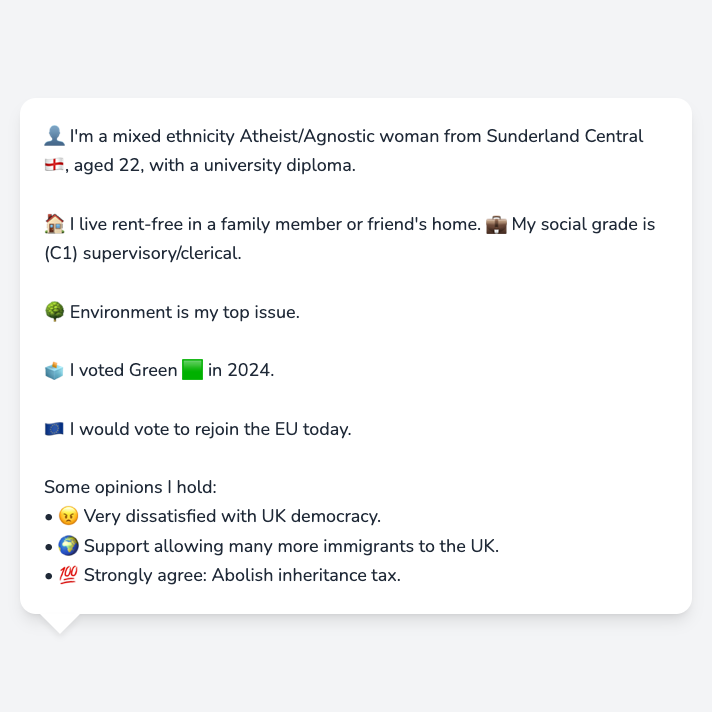 👤 I'm a mixed ethnicity Atheist/Agnostic woman from Sunderland Central
🏴󠁧󠁢󠁥󠁮󠁧󠁿, aged 22, with a university diploma.
🏠 I live rent-free in a family member or friend's home. 💼 My social grade is
(C1) supervisory/clerical.
🌳 Environment is my top issue.
🗳️ I voted Green 🟩 in 2024.
🇪🇺 I would vote to rejoin the EU today.
Some opinions I hold:
• 😠 Very dissatisfied with UK democracy.
• 🌍 Support allowing many more immigrants to the UK.
• 💯 Strongly agree: Abolish inheritance tax.